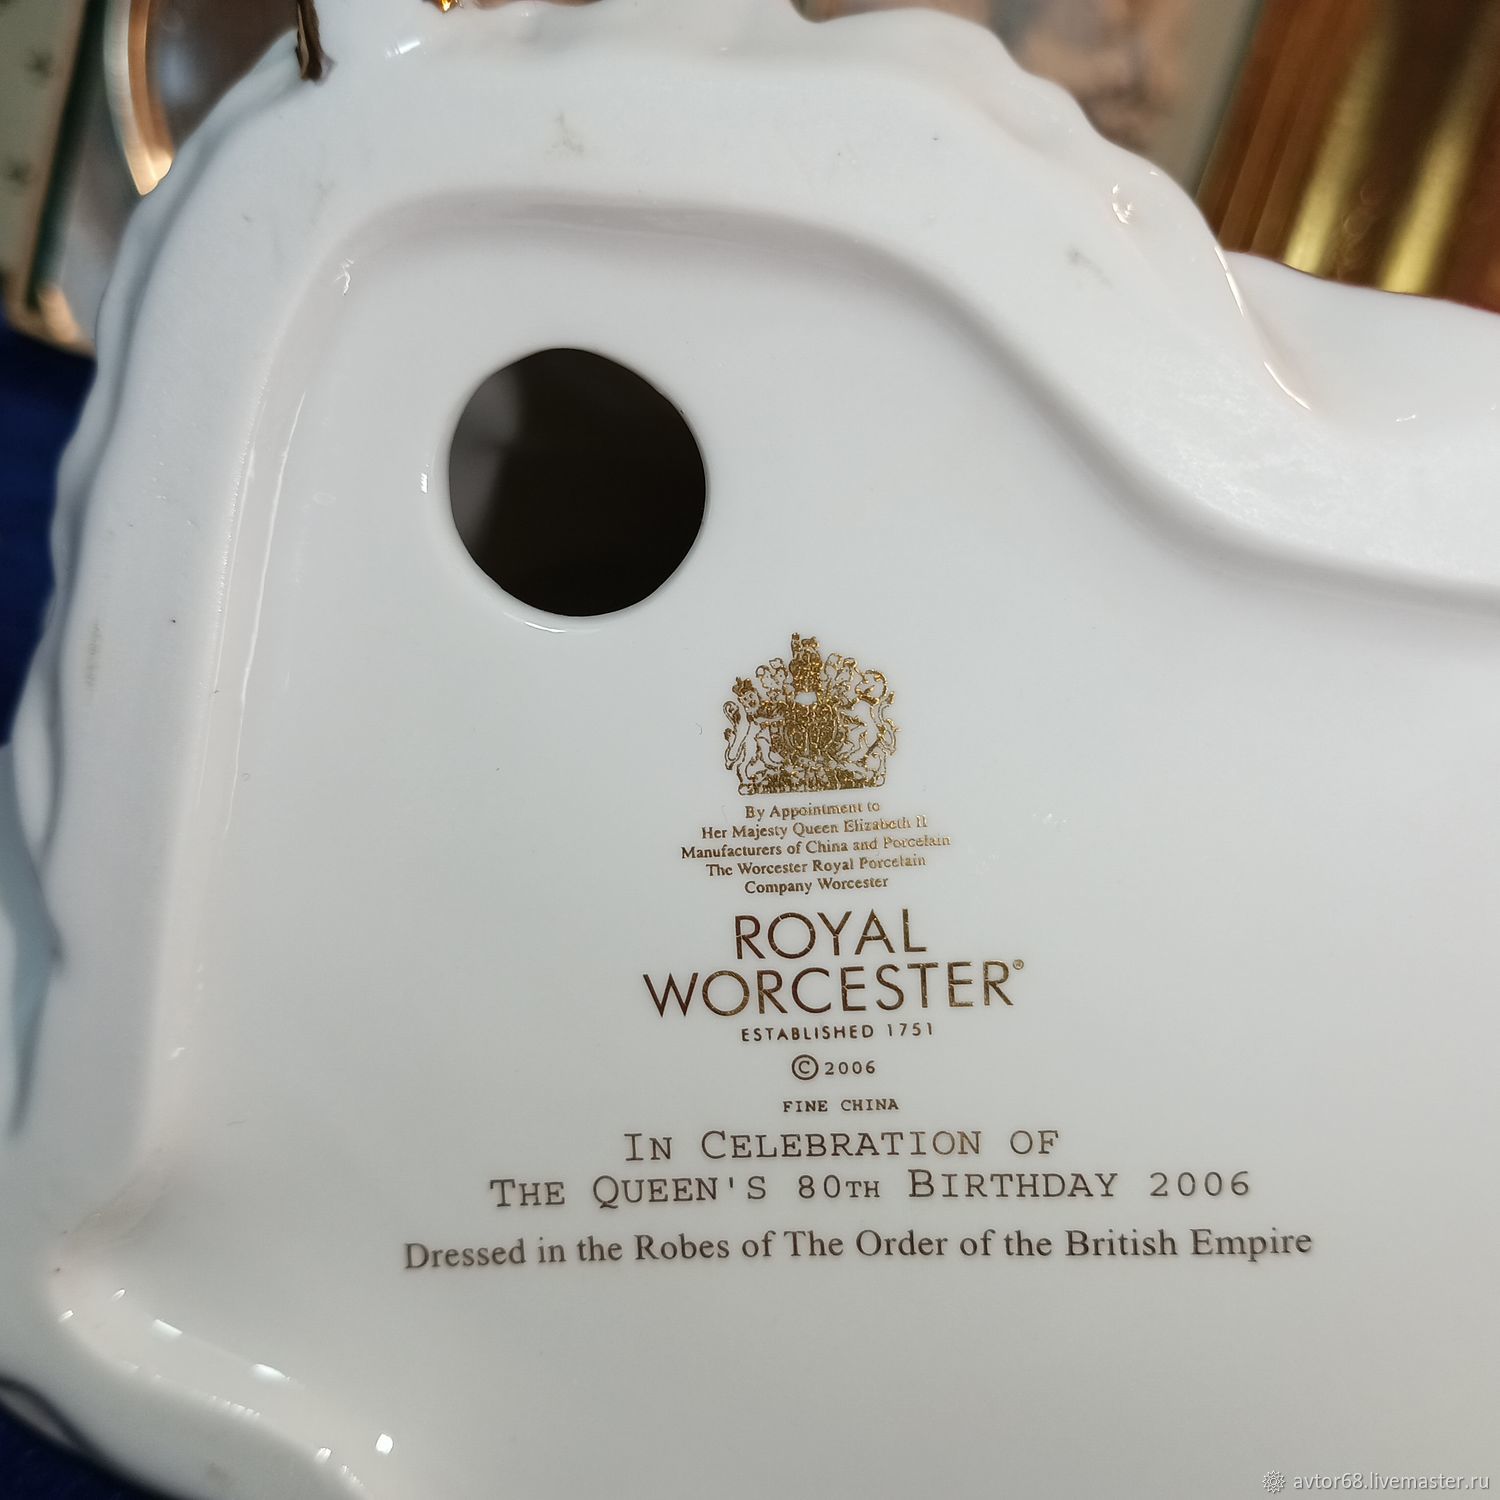 By Appointment to
Her Majesty Queen Elizabeth II
Manufacturers of China and Porcelain
The Worcester Royal Porcelain
Company Worcester
ROYAL
WORCESTER®
ESTABLISHED 1751
©2006
FINE CHINA
IN CELEBRATION OF
THE QUEEN'S 80TH BIRTHDAY 2006
Dressed in the Robes of The Order of the British Empire
avtor68.livemaster.ru